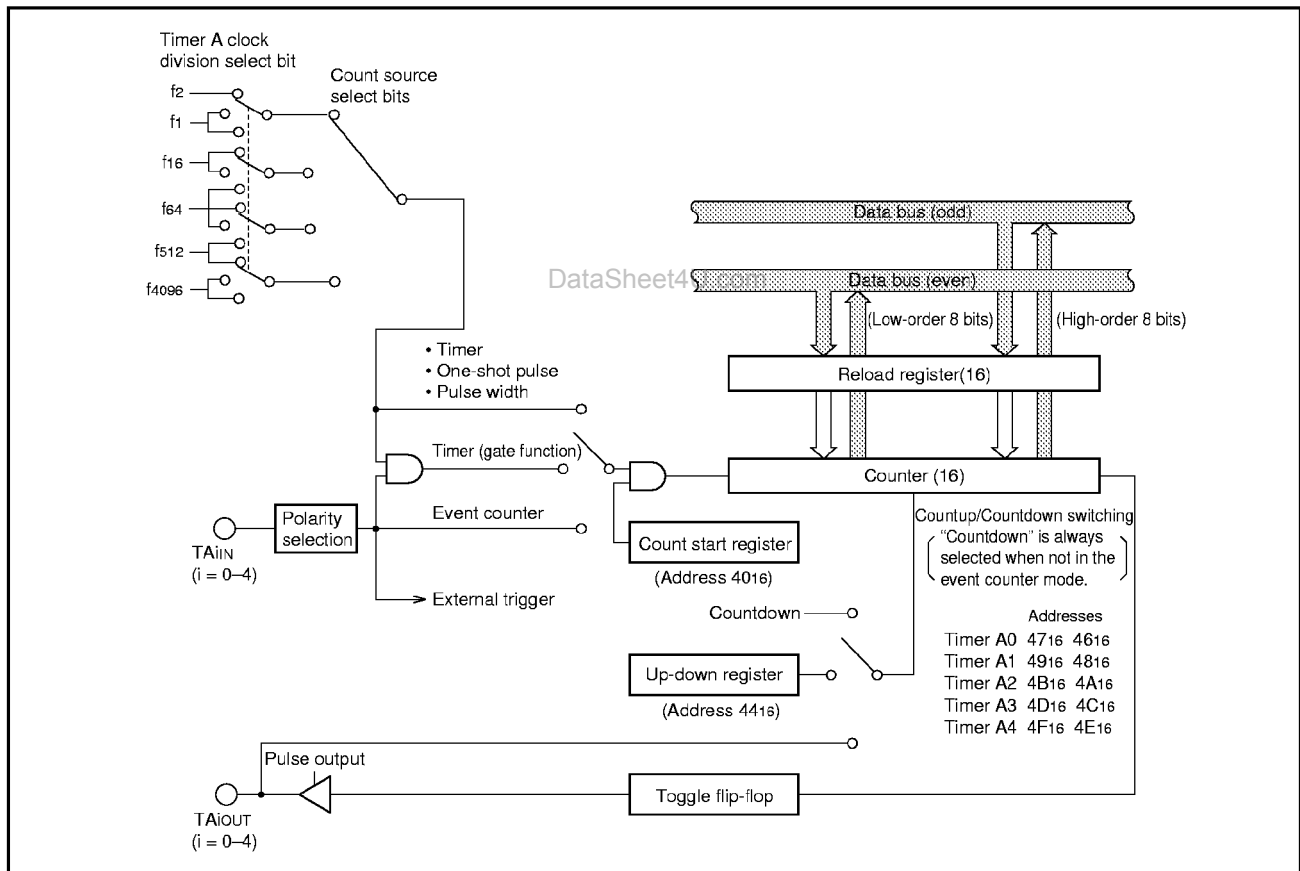 Timer A clock
division select bit
Count source
select bits
f2
f1
f16
f64
f512
f4096
Data bus (odd)
DataSheet4U.com
Data bus (even)
(Low-order 8 bits)
(High-order 8 bits)
• Timer
• One-shot pulse
• Pulse width
Reload register(16)
Timer (gate function)
Counter (16)
Polarity
selection
Event counter
TAiIN
(i = 0–4)
Count start register
(Address 4016)
Countup/Countdown switching
"Countdown" is always
selected when not in the
event counter mode.
External trigger
Countdown
Addresses
Timer A0 4716 4616
Timer A1 4916 4816
Timer A2 4B16 4A16
Timer A3 4D16 4C16
Timer A4 4F16 4E16
Up-down register
(Address 4416)
Pulse output
Toggle flip-flop
TAiOUT
(i = 0–4)